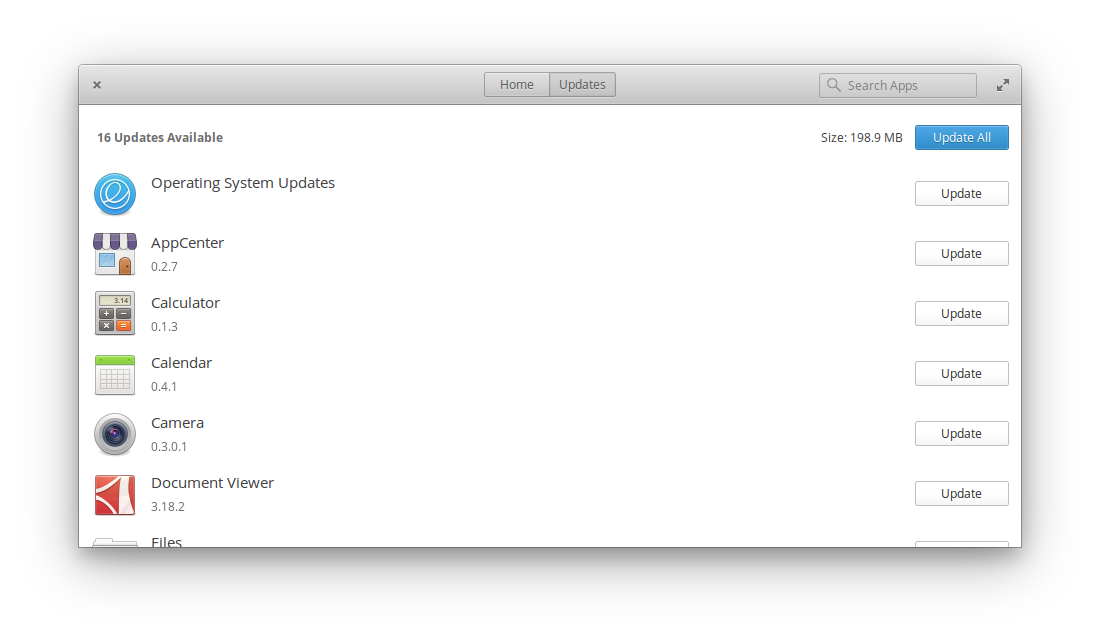 Home Updates Search Apps
16 Updates Available Size: 198.9 MB Update All
Operating System Updates
Update
AppCenter
0.2.7
Update
3.14
Calculator
0.1.3
Update
Calendar
0.4.1
Update
Camera
0.3.0.1
Update
Document Viewer
3.18.2
Update
Files